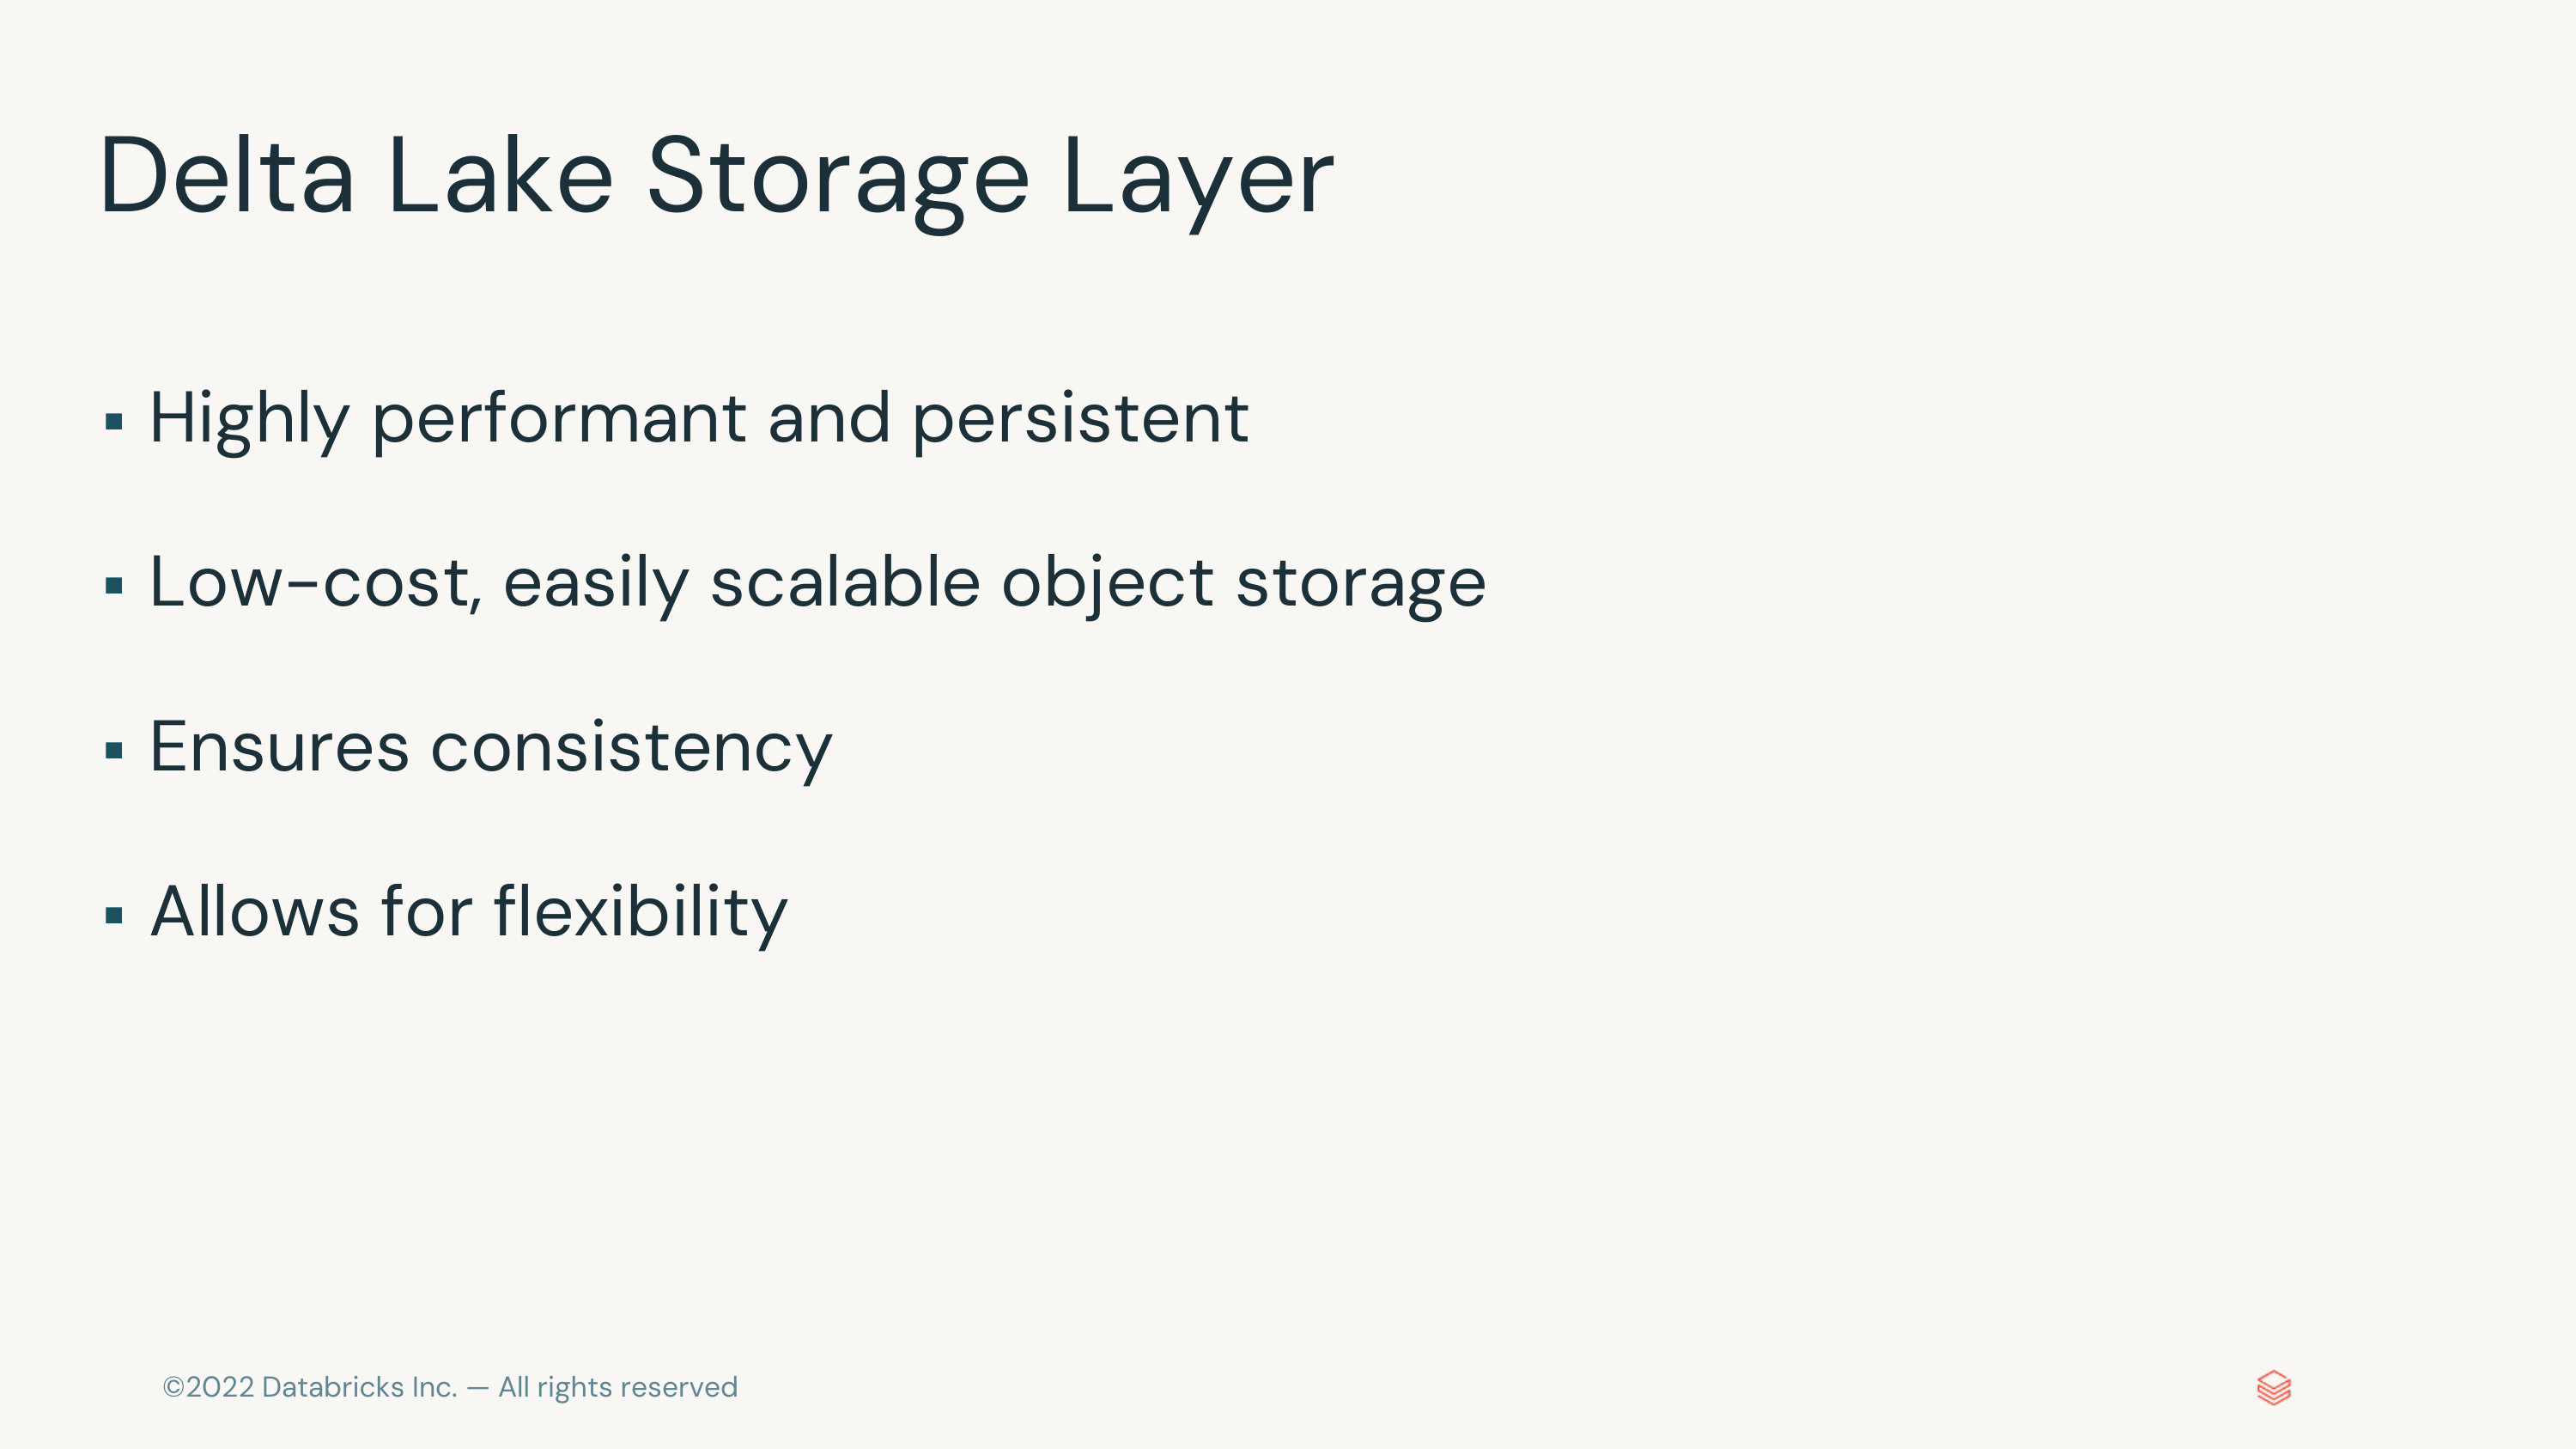 Delta Lake Storage Layer
▪ Highly performant and persistent
▪ Low-cost, easily scalable object storage
▪ Ensures consistency
▪ Allows for flexibility
©2022 Databricks Inc. — All rights reserved